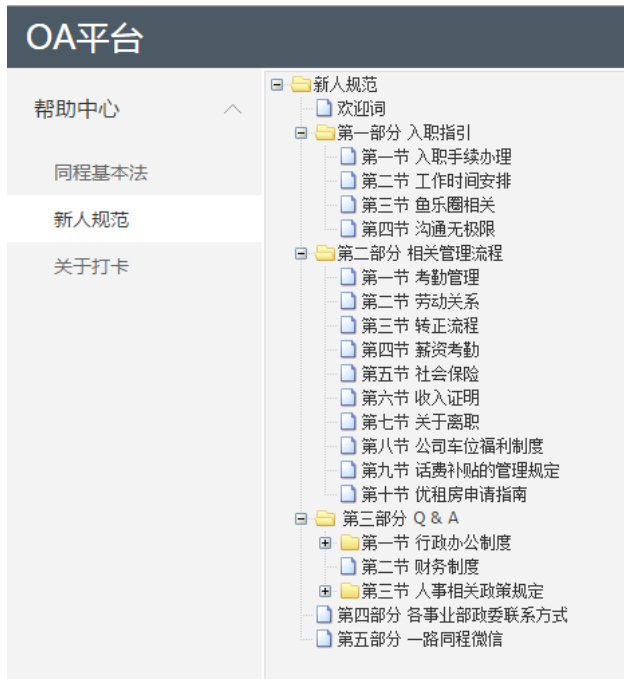 OA平台
帮助中心
同程基本法
新人规范
关于打卡
新人规范
欢迎词
第一部分 入职指引
第一节 入职手续办理
第二节 工作时间安排
第三节 鱼乐圈相关
第四节 沟通无极限
第二部分 相关管理流程
第一节 考勤管理
第二节 劳动关系
第三节 转正流程
第四节 薪资考勤
第五节 社会保险
第六节 收入证明
第七节 关于离职
第八节 公司车位福利制度
第九节 话费补贴的管理规定
第十节 优租房申请指南
第三部分 Q & A
第一节 行政办公制度
第二节 财务制度
第三节 人事相关政策规定
第四部分 各事业部政委联系方式
第五部分 一路同程微信